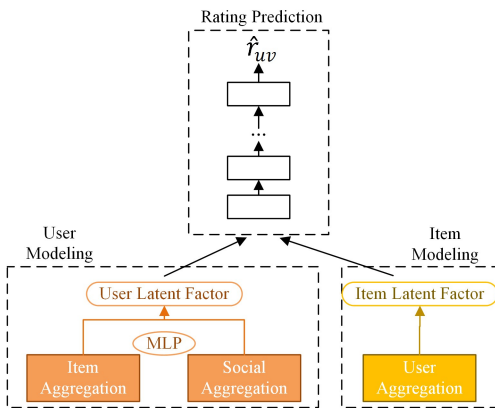 Rating Prediction
r̂uv
...
User
Modeling
Item
Modeling
User Latent Factor
Item Latent Factor
MLP
Item
Aggregation
Social
Aggregation
User
Aggregation